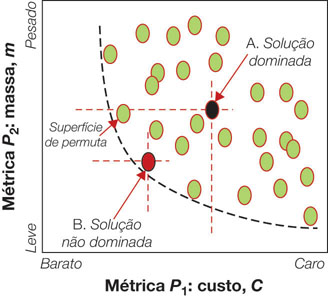 Pesado
A. Solução
dominada
Métrica P₂: massa, m
Superfície
de permuta
B. Solução
não dominada
Leve
Barato
Caro
Métrica P₁: custo, C